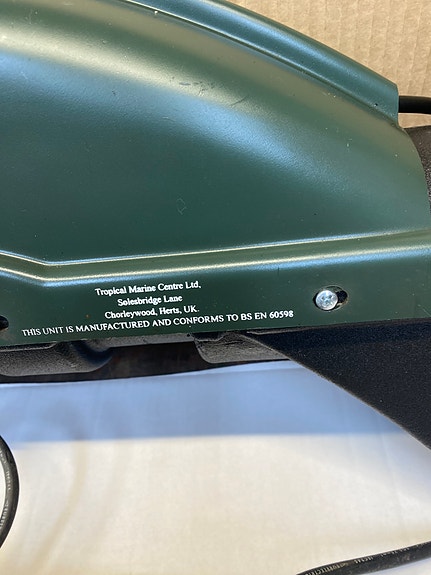 Tropical Marine Centre Ltd,
Solesbridge Lane
Chorleywood, Herts, UK.
THIS UNIT IS MANUFACTURED AND CONFORMS TO BS EN 60598